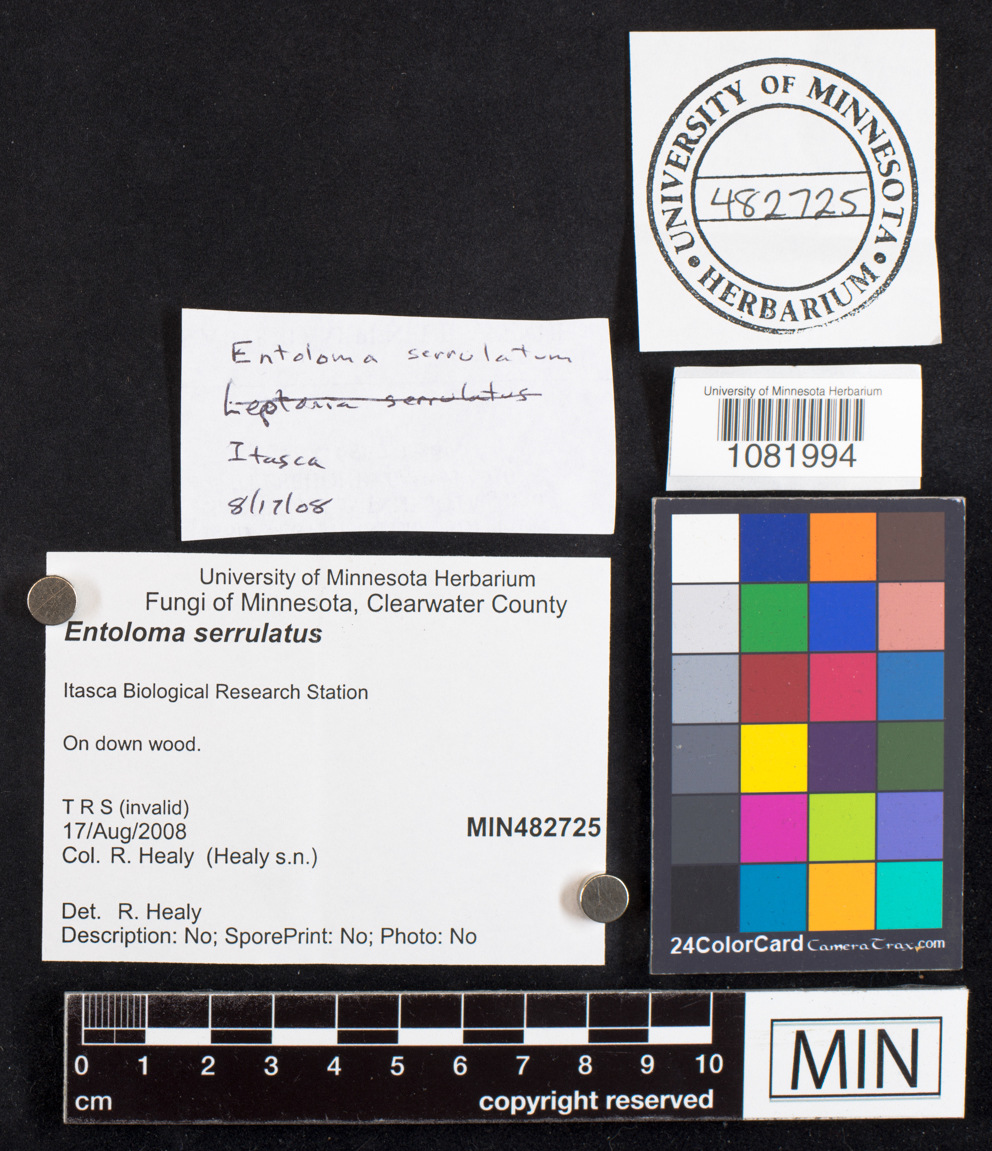 UNIVERSITY OF MINNESOTA
• HERBARIUM •
482725
Entoloma serrulatum
Leptonia serrulatus
Itasca
8/17/08
University of Minnesota Herbarium
1081994
University of Minnesota Herbarium
Fungi of Minnesota, Clearwater County
Entoloma serrulatus
Itasca Biological Research Station
On down wood.
T R S (invalid)
17/Aug/2008
MIN482725
Col. R. Healy (Healy s.n.)
Det. R. Healy
Description: No; SporePrint: No; Photo: No
24ColorCard CameraTrax.com
0 1 2 3 4 5 6 7 8 9 10
cm
copyright reserved
MIN